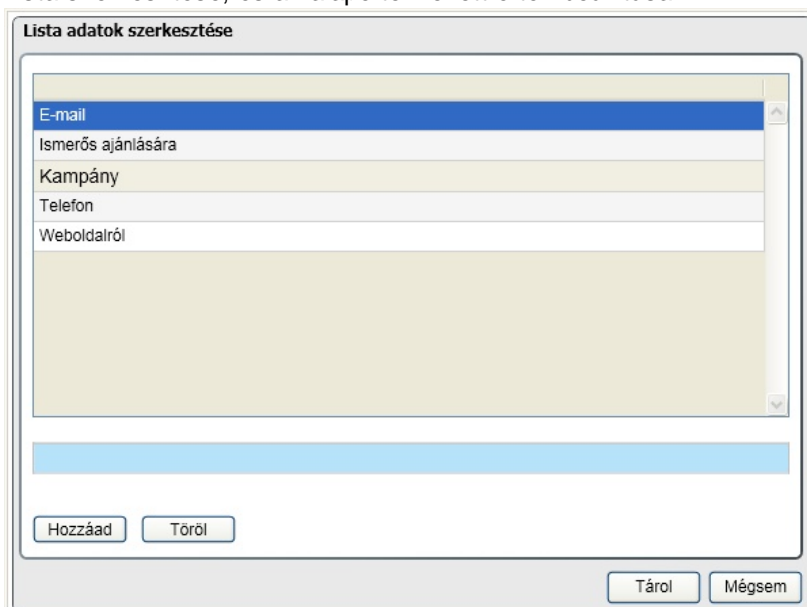 Lista adatok szerkesztése
E-mail
Ismerős ajánlására
Kampány
Telefon
Weboldalról
Hozzáad Töröl
Tárol Mégsem